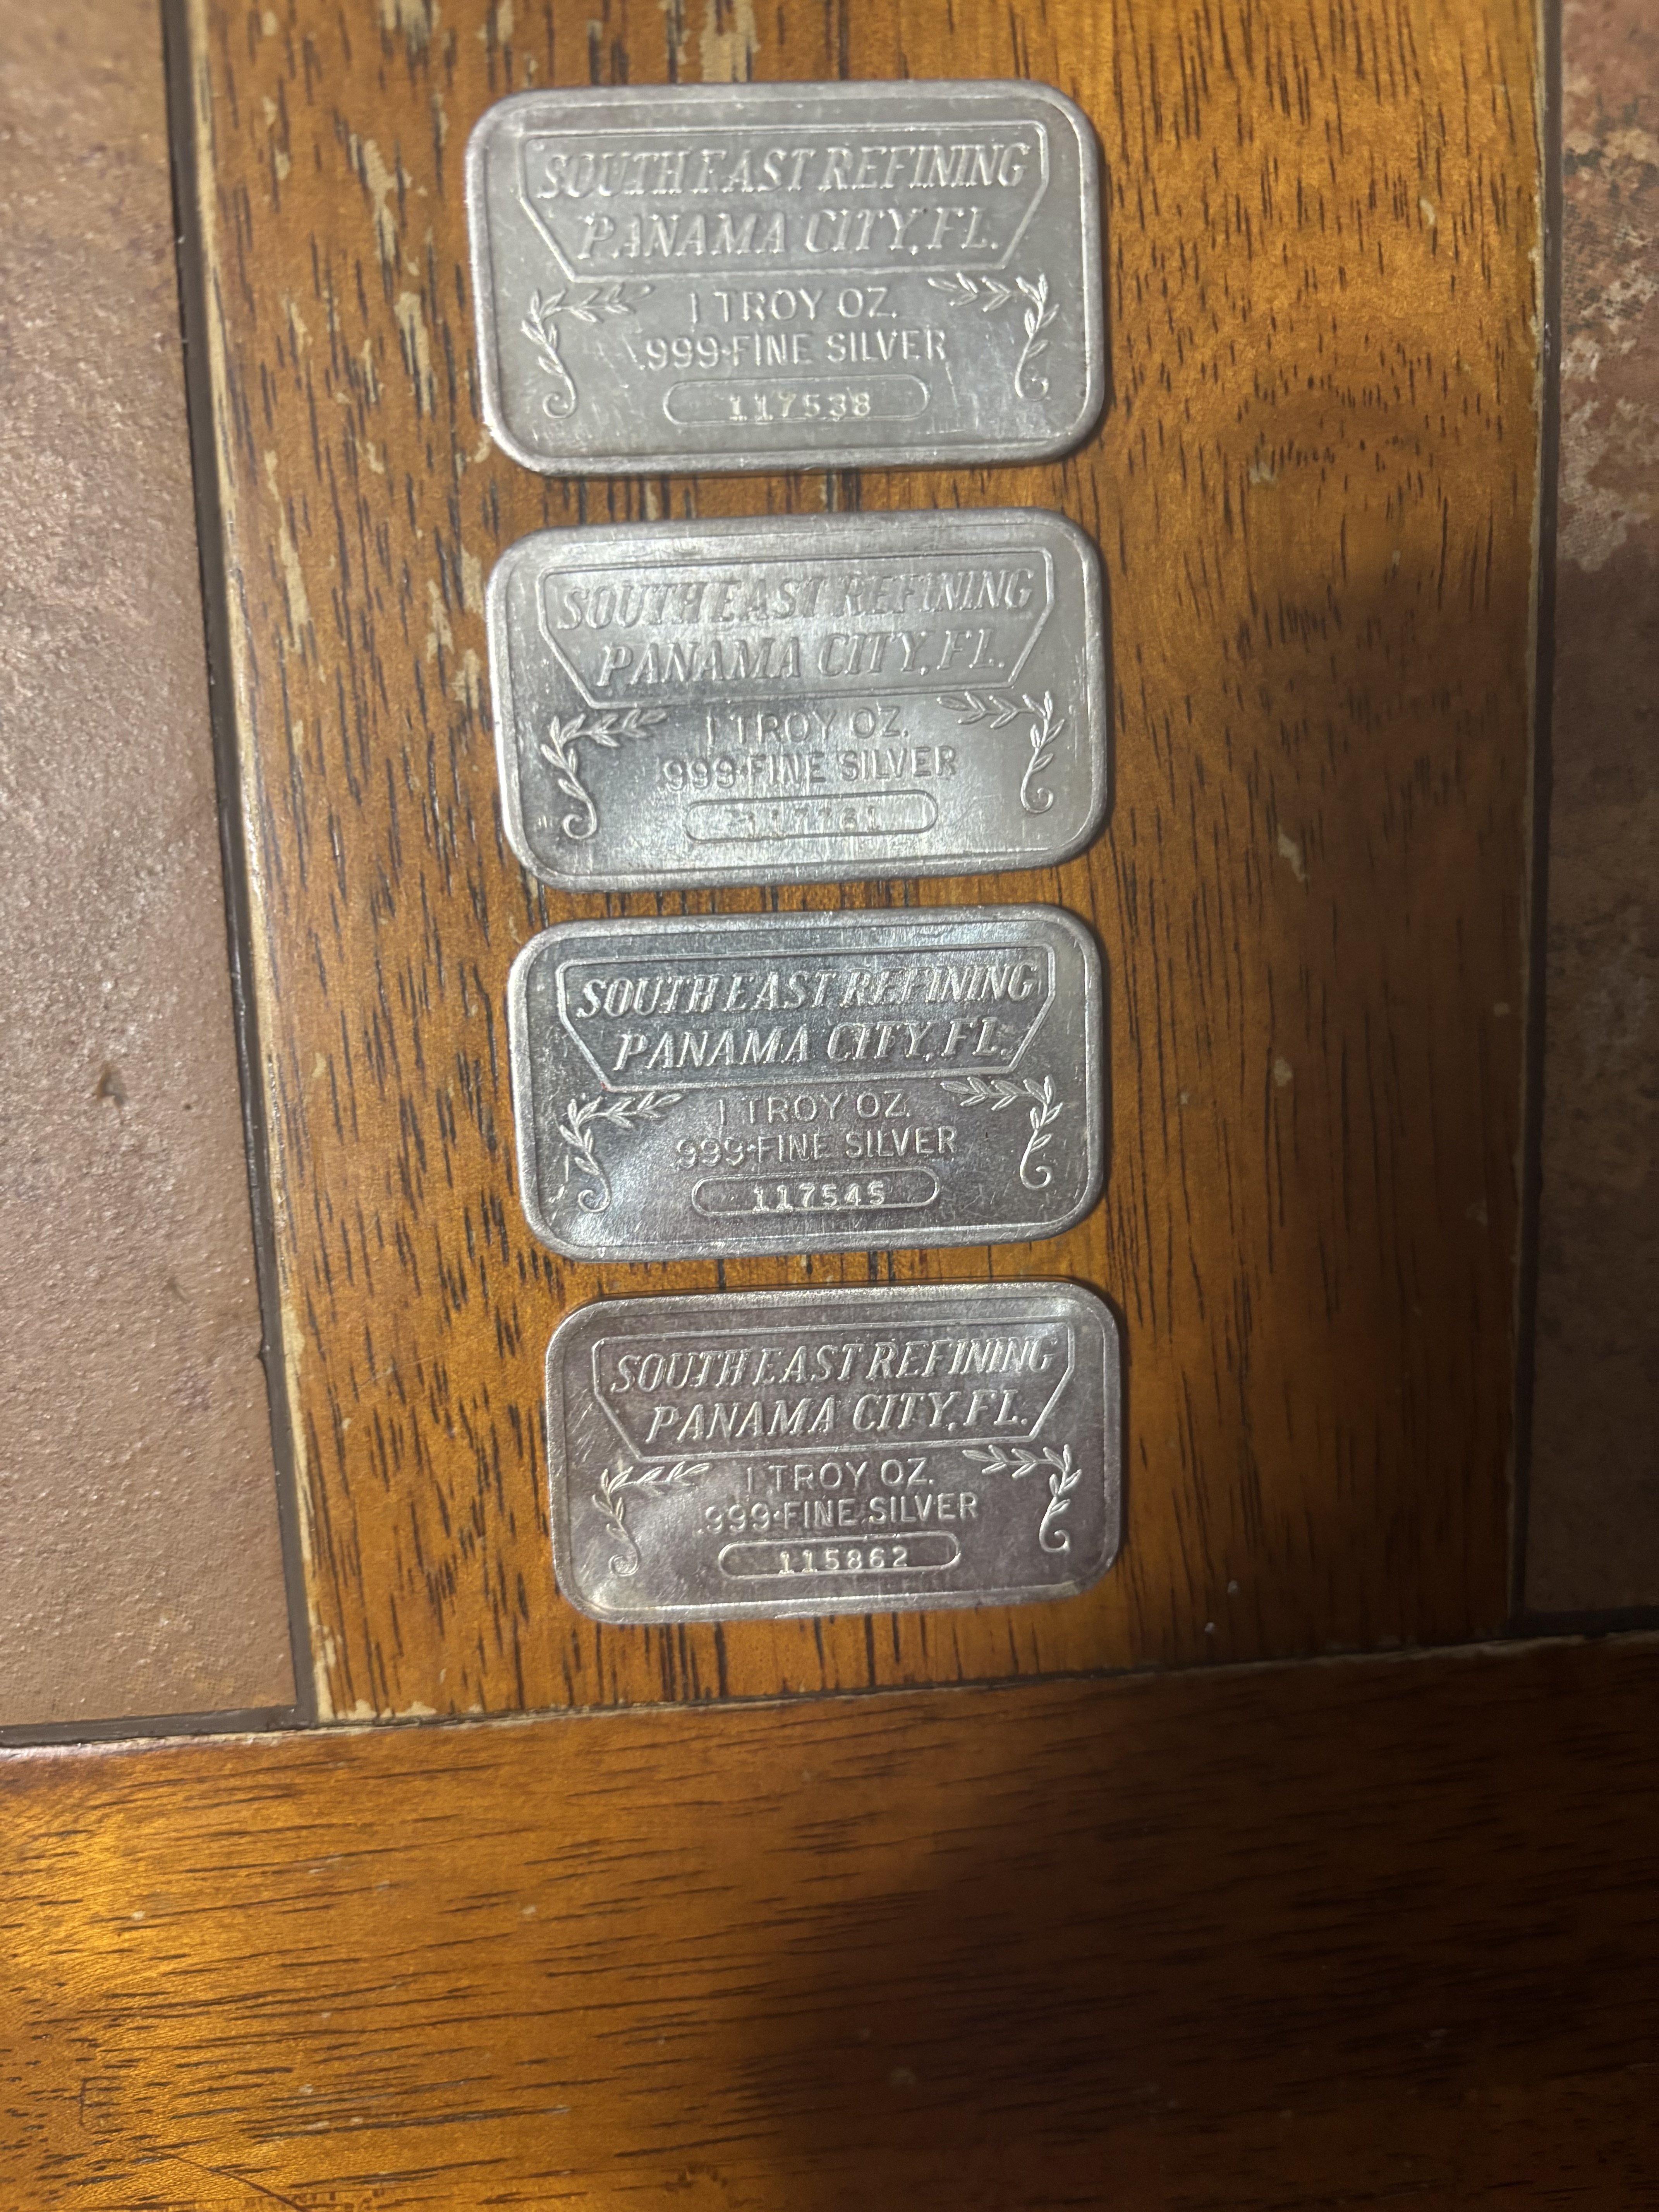 SOUTH EAST REFINING
PANAMA CITY, FL.
1 TROY OZ.
.999+FINE SILVER
117538
SOUTH EAST REFINING
PANAMA CITY, FL.
1 TROY OZ.
.999+FINE SILVER
SOUTH EAST REFINING
PANAMA CITY, FL.
1 TROY OZ.
.999+FINE SILVER
117545
SOUTH EAST REFINING
PANAMA CITY, FL.
1 TROY OZ.
.999+FINE SILVER
115862